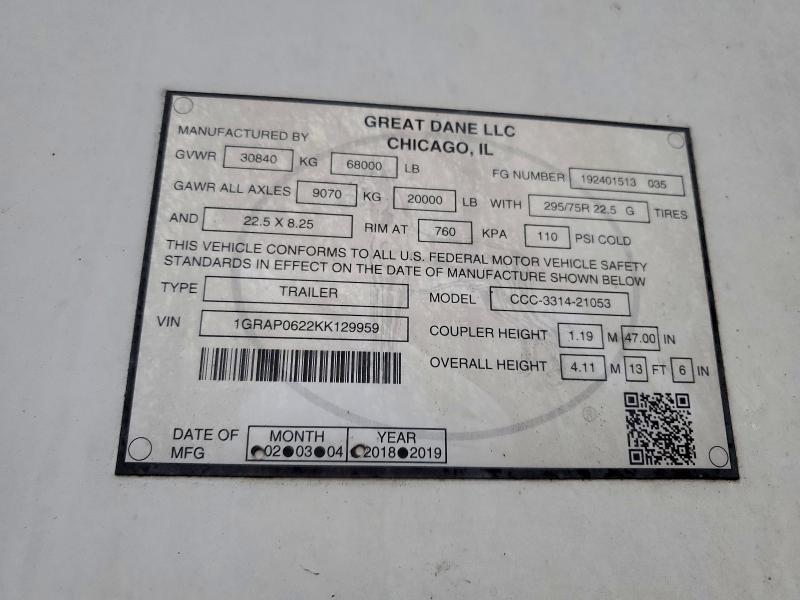 GREAT DANE LLC
MANUFACTURED BY CHICAGO, IL
GVWR 30840 KG 68000 LB FG NUMBER 192401513 035
GAWR ALL AXLES 9070 KG 20000 LB WITH 295/75R 22.5 G TIRES
AND 22.5 X 8.25 RIM AT 760 KPA 110 PSI COLD
THIS VEHICLE CONFORMS TO ALL U.S. FEDERAL MOTOR VEHICLE SAFETY
STANDARDS IN EFFECT ON THE DATE OF MANUFACTURE SHOWN BELOW
TYPE TRAILER MODEL CCC-3314-21053
VIN 1GRAP0622KK129959 COUPLER HEIGHT 1.19 M 47.00 IN
OVERALL HEIGHT 4.11 M 13 FT 6 IN
DATE OF MFG MONTH YEAR
02 03 04 2018 2019